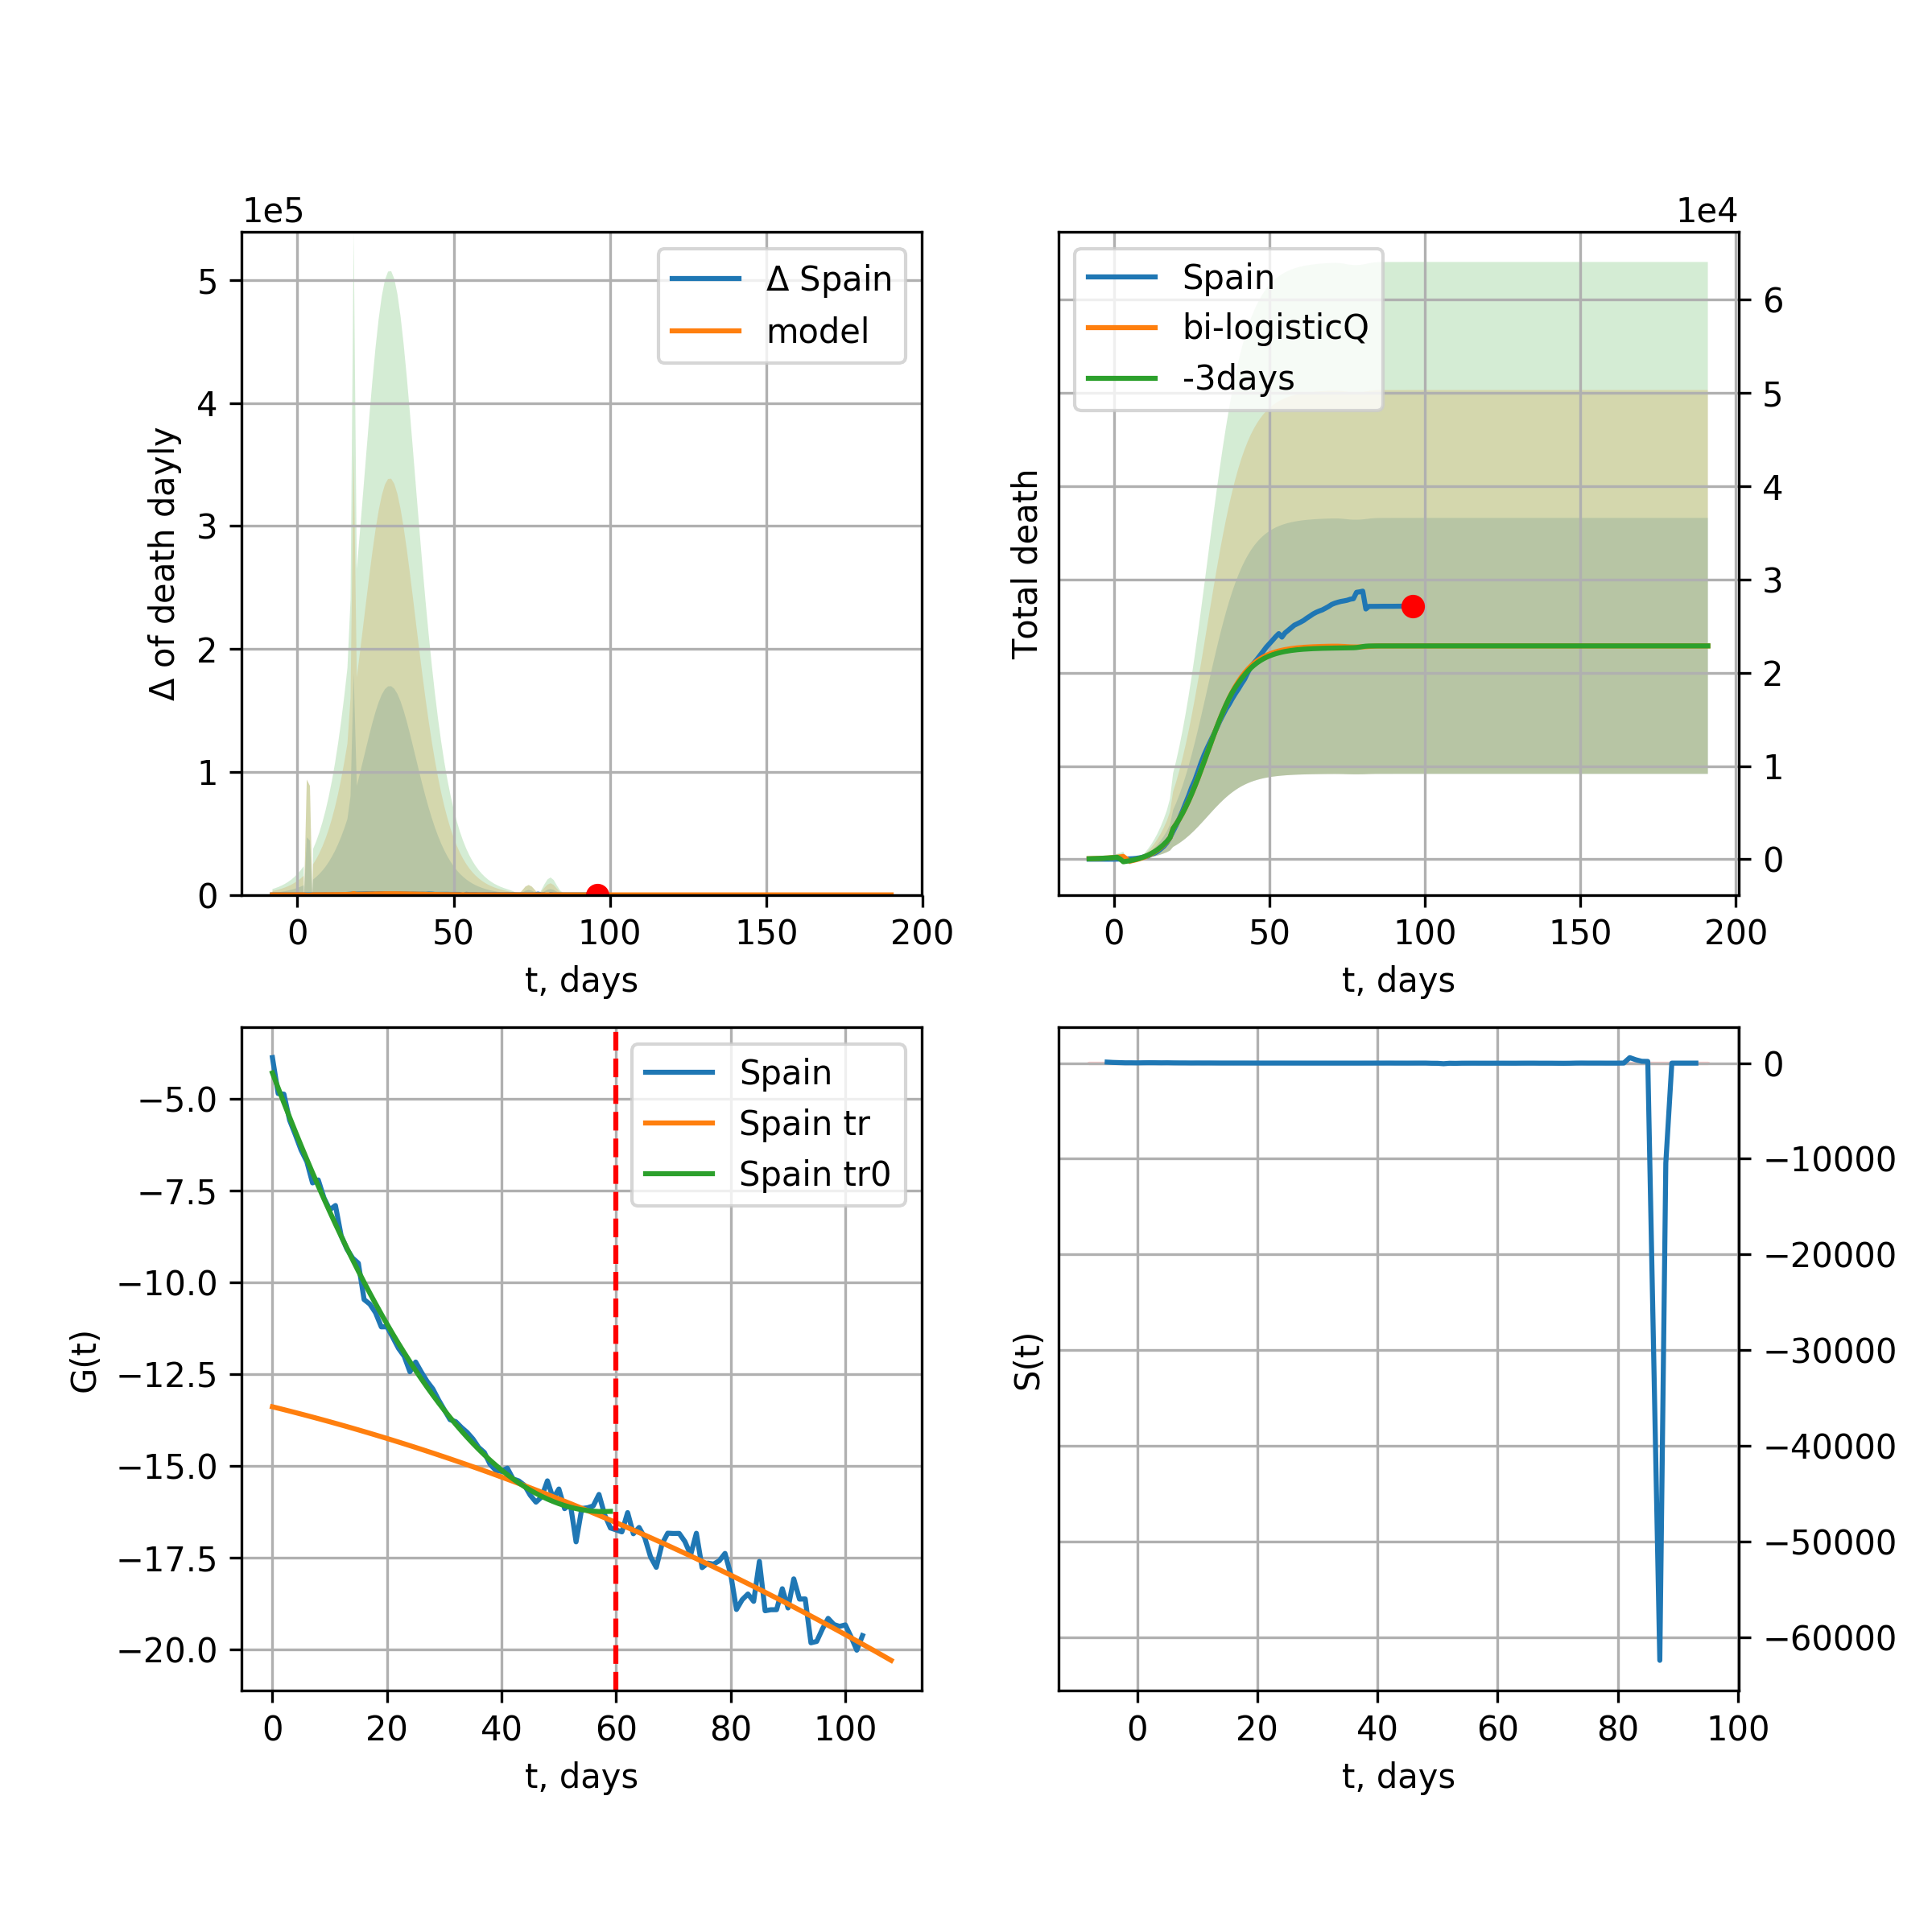 1e5
Δ Spain
model
5
4
3
2
1
0
Δ of death dayly
0
50
100
150
200
t, days
1e4
Spain
bi-logisticQ
-3days
6
5
4
3
2
1
0
Total death
0
50
100
150
200
t, days
Spain
Spain tr
Spain tr0
−5.0
−7.5
−10.0
−12.5
−15.0
−17.5
−20.0
G(t)
0
20
40
60
80
100
t, days
0
−10000
−20000
−30000
−40000
−50000
−60000
S(t)
0
20
40
60
80
100
t, days